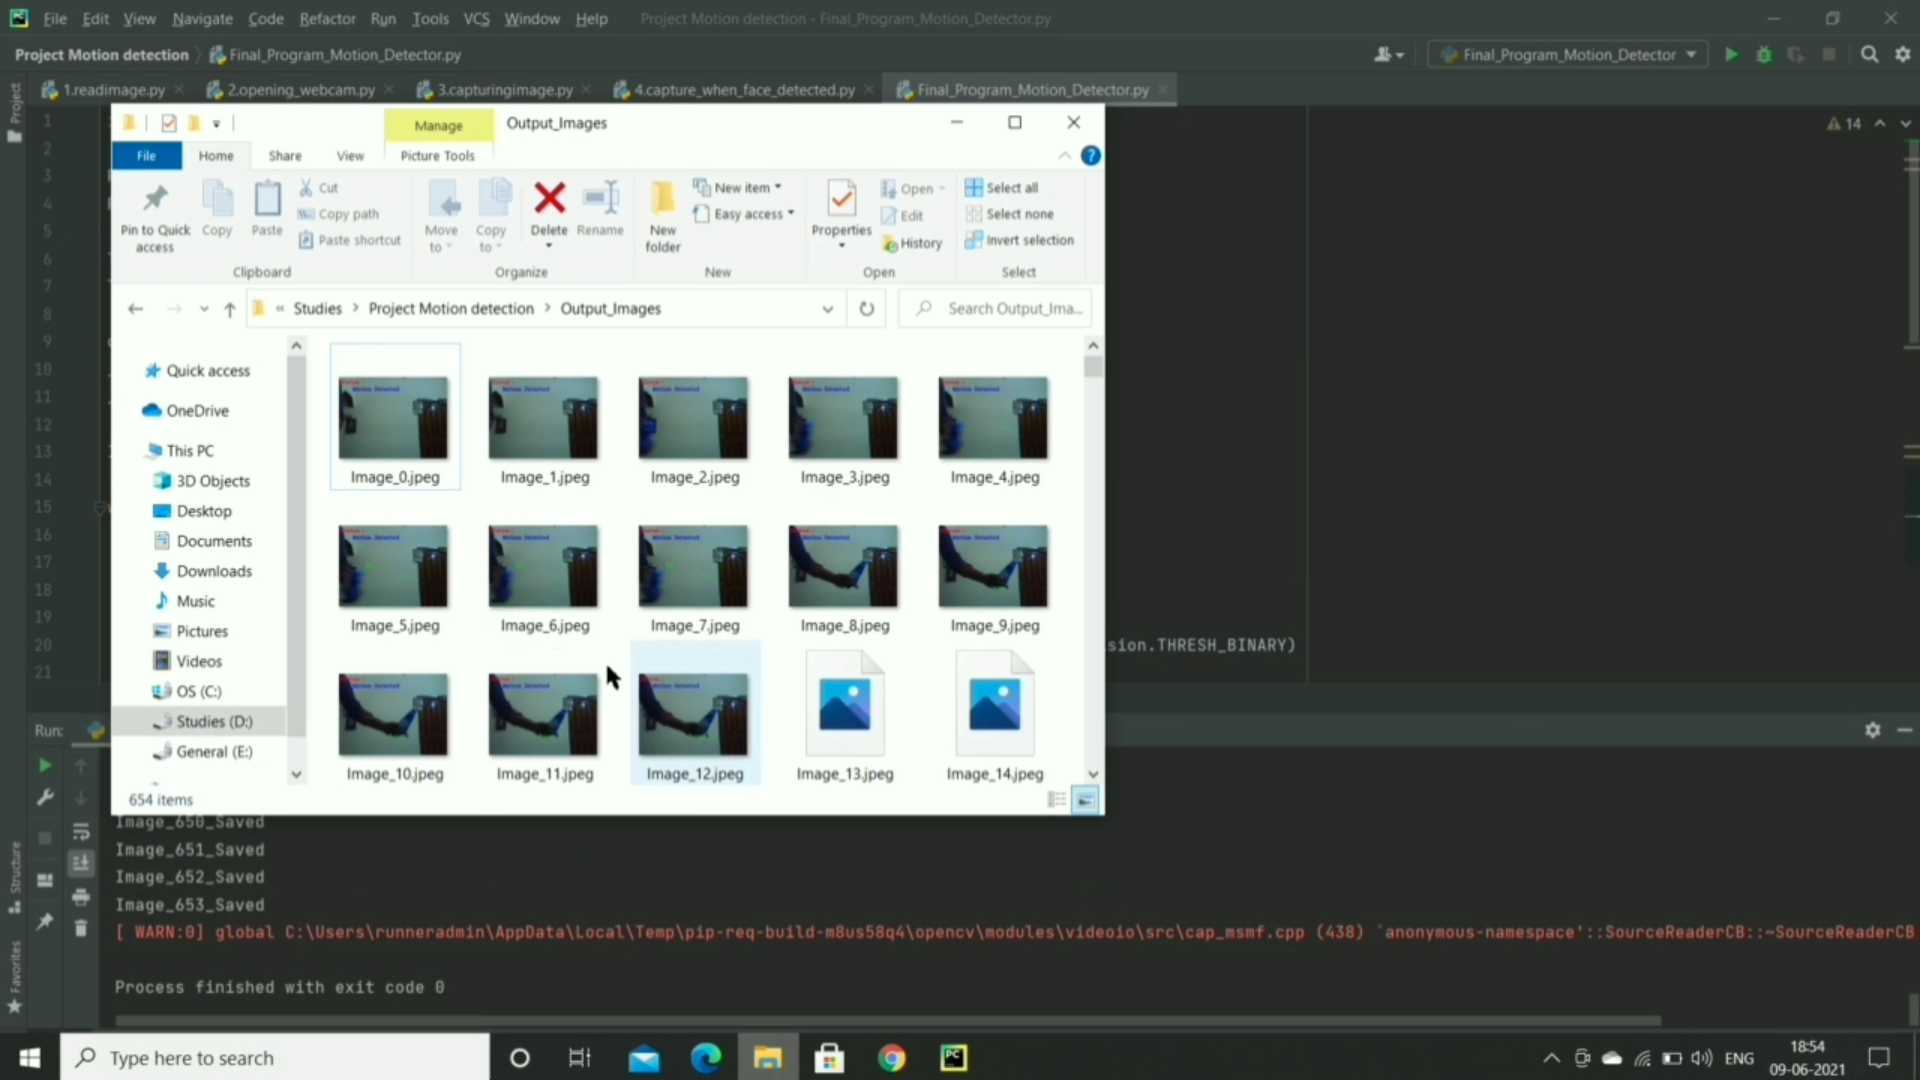 File Edit View Navigate Code Refactor Run Tools VCS Window Help Project Motion detection - Final_Program_Motion_Detector.py
Project Motion detection Final_Program_Motion_Detector.py Final_Program_Motion_Detector
1.readimage.py 2.opening_webcam.py 3.capturingimage.py 4.capture_when_face_detected.py Final_Program_Motion_Detector.py
Project
14
1
2
3
4
5
6
7
8
9
10
11
12
13
14
15
16
17
18
19
20
21
sion.THRESH_BINARY)
Manage Output_Images
File Home Share View Picture Tools
Pin to Quick access
Copy
Paste
Cut
Copy path
Paste shortcut
Clipboard
Move to
Copy to
Delete
Rename
Organize
New folder
New item
Easy access
New
Properties
Open
Edit
History
Open
Select all
Select none
Invert selection
Select
« Studies > Project Motion detection > Output_Images
Search Output_Ima...
Quick access
OneDrive
This PC
3D Objects
Desktop
Documents
Downloads
Music
Pictures
Videos
OS (C:)
Studies (D:)
General (E:)
Image_0.jpeg Image_1.jpeg Image_2.jpeg Image_3.jpeg Image_4.jpeg
Image_5.jpeg Image_6.jpeg Image_7.jpeg Image_8.jpeg Image_9.jpeg
Image_10.jpeg Image_11.jpeg Image_12.jpeg Image_13.jpeg Image_14.jpeg
654 items
Run:
Structure
Favorites
Image_650_Saved
Image_651_Saved
Image_652_Saved
Image_653_Saved
[ WARN:0] global C:\Users\runneradmin\AppData\Local\Temp\pip-req-build-m8us58q4\opencv\modules\videoio\src\cap_msmf.cpp (438) `anonymous-namespace'::SourceReaderCB::~SourceReaderCB
Process finished with exit code 0
Type here to search
ENG
18:54
09-06-2021